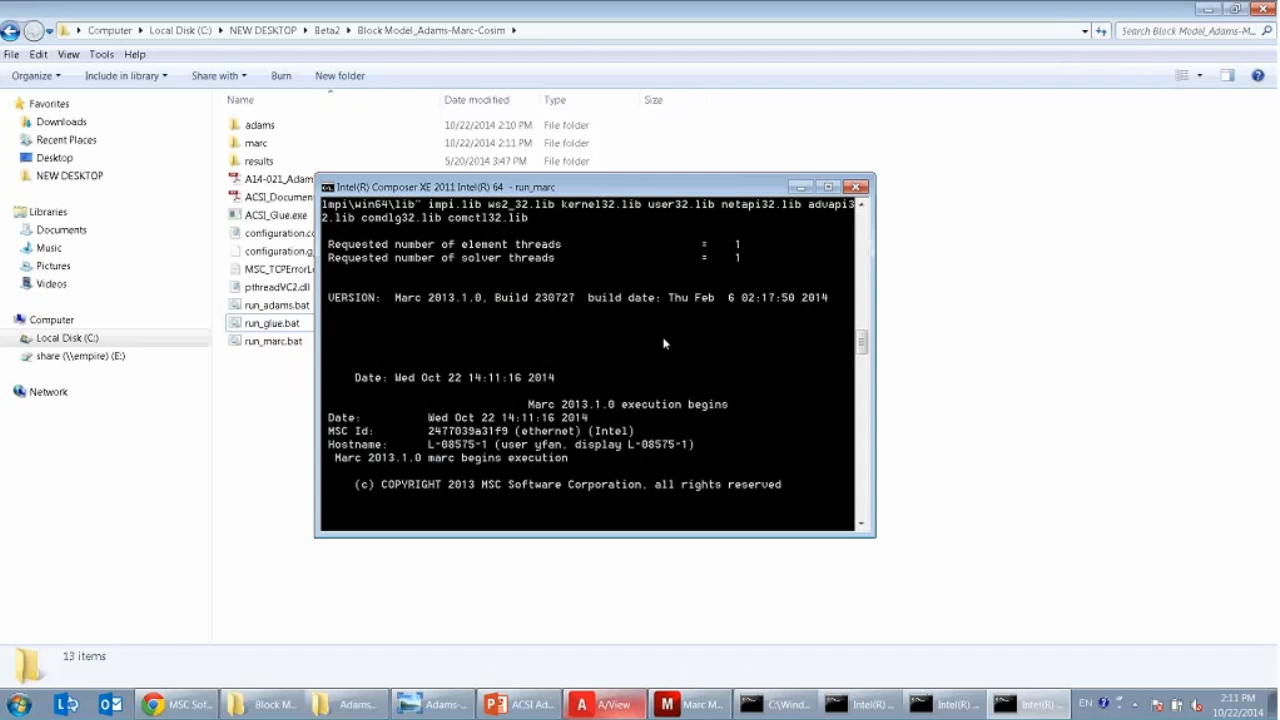 Computer ▸ Local Disk (C:) ▸ NEW DESKTOP ▸ Beta2 ▸ Block Model_Adams-Marc-Cosim ▸
Search Block Model_Adams-M...
File Edit View Tools Help
Organize Include in library Share with Burn New folder
Favorites
Downloads
Recent Places
Desktop
NEW DESKTOP
Libraries
Documents
Music
Pictures
Videos
Computer
Local Disk (C:)
share (\\empire) (E:)
Network
Name Date modified Type Size
adams 10/22/2014 2:10 PM File folder
marc 10/22/2014 2:11 PM File folder
results 5/20/2014 3:47 PM File folder
A14-021_Adam
ACSI_Documen
ACSI_Glue.exe
configuration.co
configuration.g
MSC_TCPErrorLo
pthreadVC2.dll
run_adams.bat
run_glue.bat
run_marc.bat
Intel(R) Composer XE 2011 Intel(R) 64 - run_marc
lmpi\win64\lib" impi.lib ws2_32.lib kernel32.lib user32.lib netapi32.lib advapi3
2.lib comdlg32.lib comctl32.lib
Requested number of element threads = 1
Requested number of solver threads = 1
VERSION: Marc 2013.1.0, Build 230727 build date: Thu Feb 6 02:17:50 2014
Date: Wed Oct 22 14:11:16 2014
Marc 2013.1.0 execution begins
Date: Wed Oct 22 14:11:16 2014
MSC Id: 2477039a31f9 (ethernet) (Intel)
Hostname: L-08575-1 (user yfan, display L-08575-1)
Marc 2013.1.0 marc begins execution
(c) COPYRIGHT 2013 MSC Software Corporation, all rights reserved
13 items
MSC Sof... Block M... Adams... Adams-... ACSI Ad... A/View Marc M... C:\Wind... Intel(R) ... Intel(R) ... Intel(R) ... EN
2:11 PM
10/22/2014